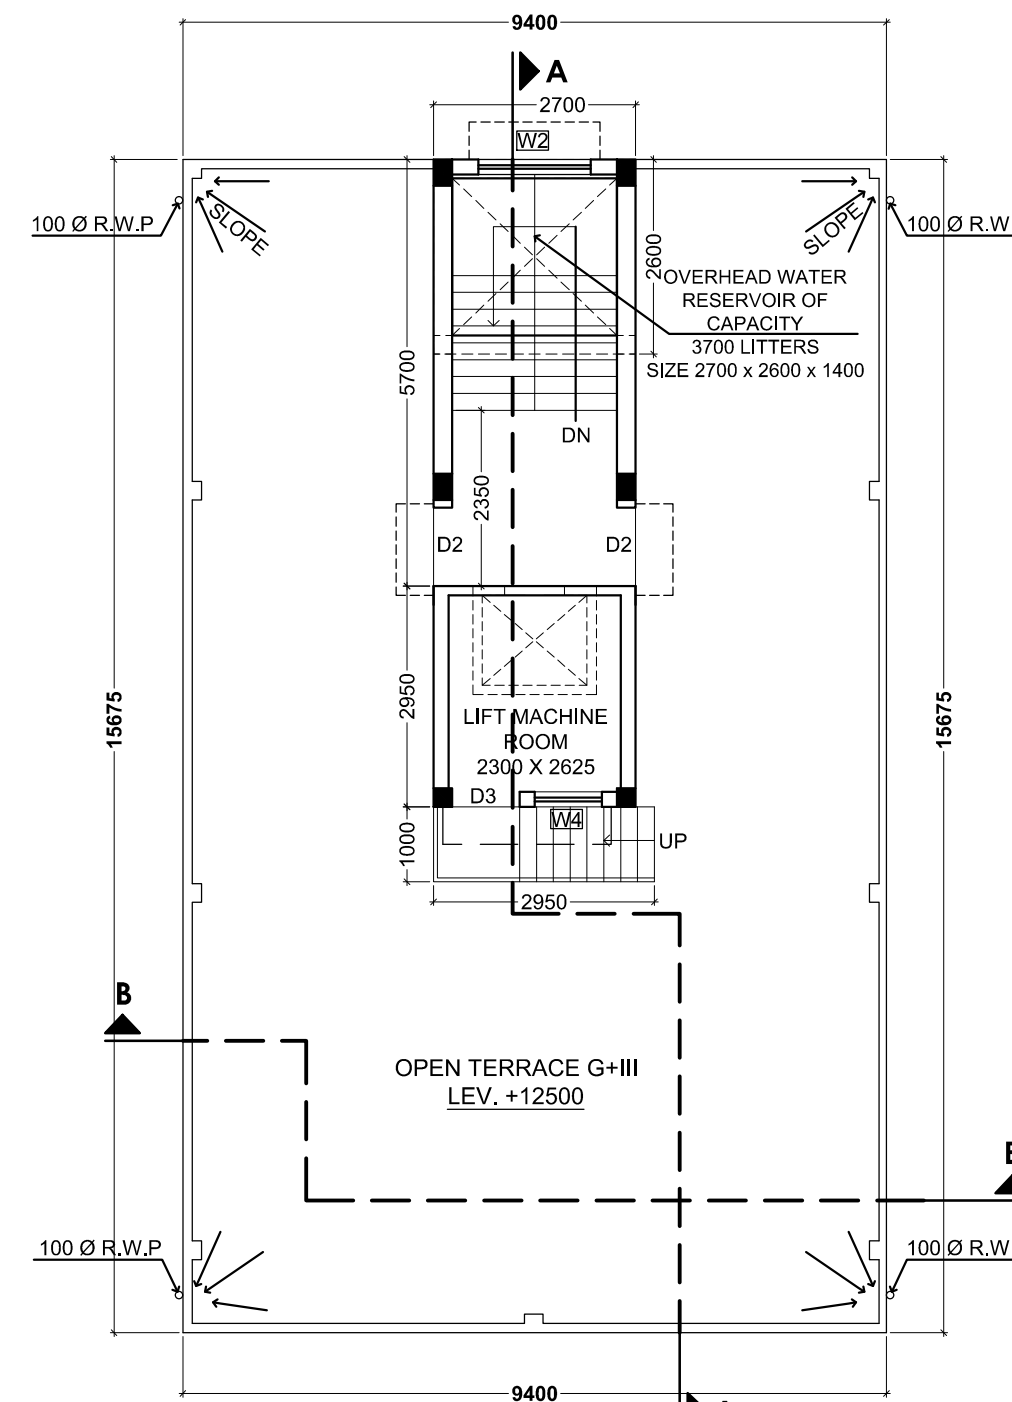 9400
A
2700
W2
100 Ø R.W.P
SLOPE
SLOPE
100 Ø R.W
2600
OVERHEAD WATER
RESERVOIR OF
CAPACITY
3700 LITTERS
SIZE 2700 x 2600 x 1400
5700
DN
2350
D2
D2
15675
2950
15675
LIFT MACHINE
ROOM
2300 X 2625
D3
W4
1000
UP
2950
B
OPEN TERRACE G+III
LEV. +12500
100 Ø R.W.P
100 Ø R.W
9400